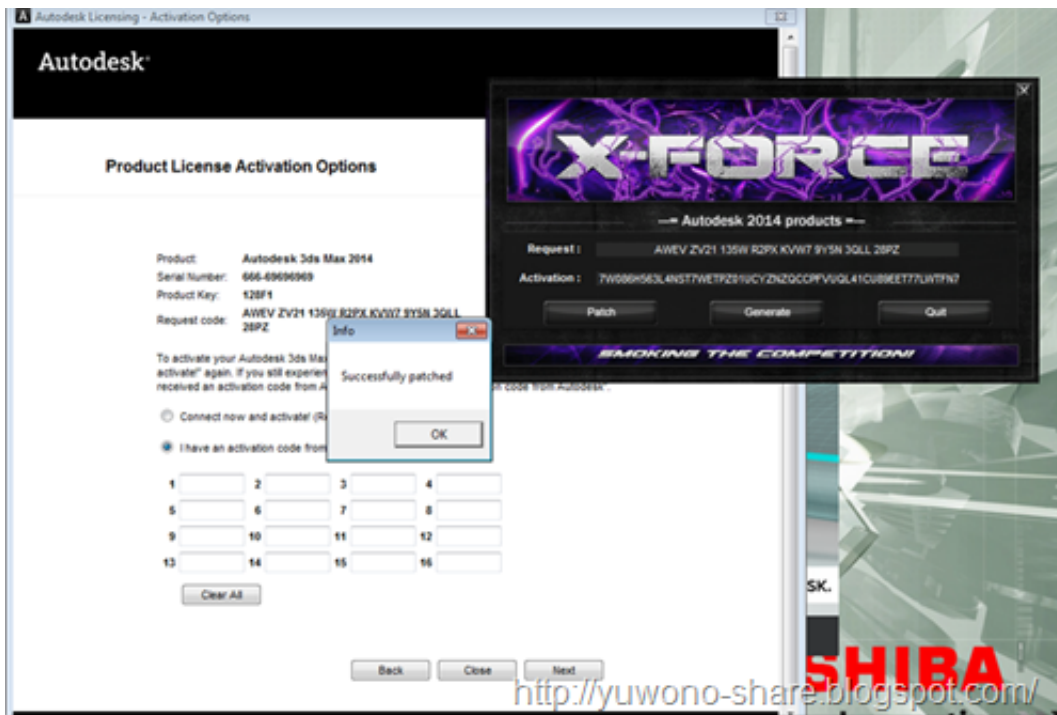 Autodesk Licensing - Activation Options
Autodesk
Product License Activation Options
Product: Autodesk 3ds Max 2014
Serial Number: 666-69696969
Product Key: 128F1
Request code: AWEV ZV21 135W R2PX KVW7 9Y5N 3QLL
28PZ
To activate your Autodesk 3ds Max
activate!" again. If you still
received an activation code from
on code from Autodesk".
Connect now and activate!
I have an activation code from
1 2 3 4
5 6 7 8
9 10 11 12
13 14 15 16
Clear All
Back Close Next
Info
Successfully patched
OK
X-FORCE
Autodesk 2014 products
Request : AWEV ZV21 135W R2PX KVW7 9Y5N 3QLL 28PZ
Activation :
Patch Generate Quit
SMOKING THE COMPETITION!
SK.
SHIBA
http://yuwono-share.blogspot.com/